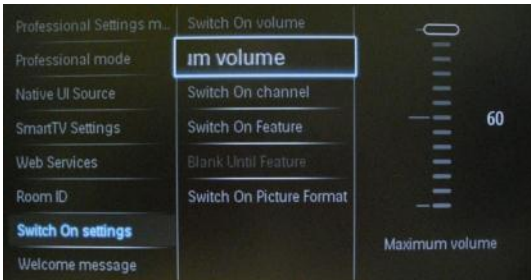 Professional Settings m...
Professional mode
Native UI Source
SmartTV Settings
Web Services
Room ID
Switch On settings
Welcome message
Switch On volume
um volume
Switch On channel
Switch On Feature
Blank Until Feature
Switch On Picture Format
60
Maximum volume